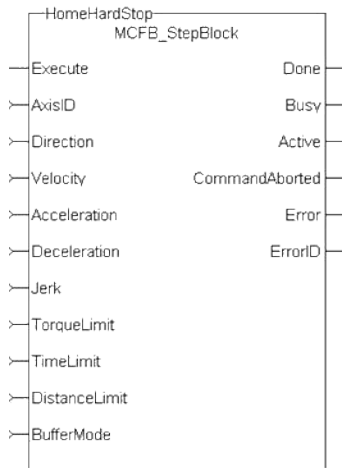 HomeHardStop
MCFB_StepBlock
Execute Done
AxisID Busy
Direction Active
Velocity CommandAborted
Acceleration Error
Deceleration ErrorID
Jerk
TorqueLimit
TimeLimit
DistanceLimit
BufferMode